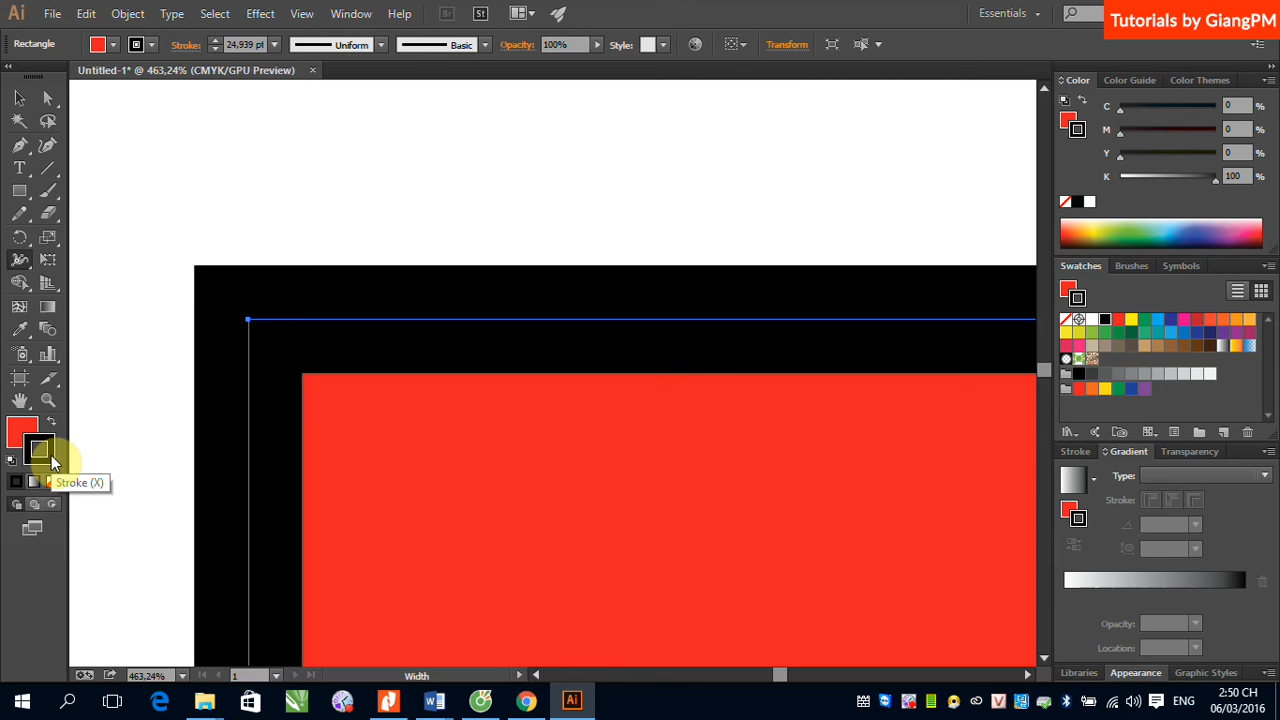 Ai File Edit Object Type Select Effect View Window Help Br St Essentials
Tutorials by GiangPM
Rectangle Stroke: 24,939 pt Uniform Basic Opacity: 100% Style: Transform
Untitled-1* @ 463,24% (CMYK/GPU Preview) ×
Color Color Guide Color Themes
C 0 %
M 0 %
Y 0 %
K 100 %
Swatches Brushes Symbols
Stroke Gradient Transparency
Type:
Stroke:
Opacity:
Location:
Stroke (X)
463,24% 1 Width
Libraries Appearance Graphic Styles
ENG
2:50 CH
06/03/2016